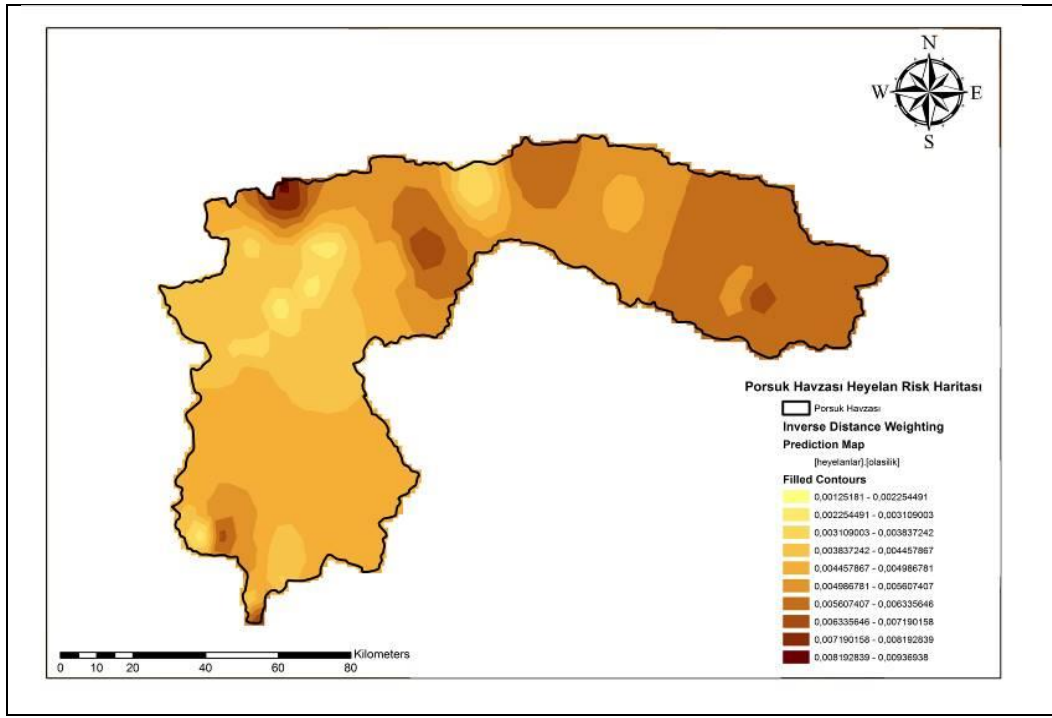 N
W E
S
Porsuk Havzası Heyelan Risk Haritası
Porsuk Havzası
Inverse Distance Weighting
Prediction Map
[heyelanlar].[olasilik]
Filled Contours
0,00125181 - 0,002254491
0,002254491 - 0,003109003
0,003109003 - 0,003837242
0,003837242 - 0,004457867
0,004457867 - 0,004986781
0,004986781 - 0,005607407
0,005607407 - 0,006335646
0,006335646 - 0,007190158
0,007190158 - 0,008192839
0,008192839 - 0,00936938
Kilometers
0 10 20 40 60 80